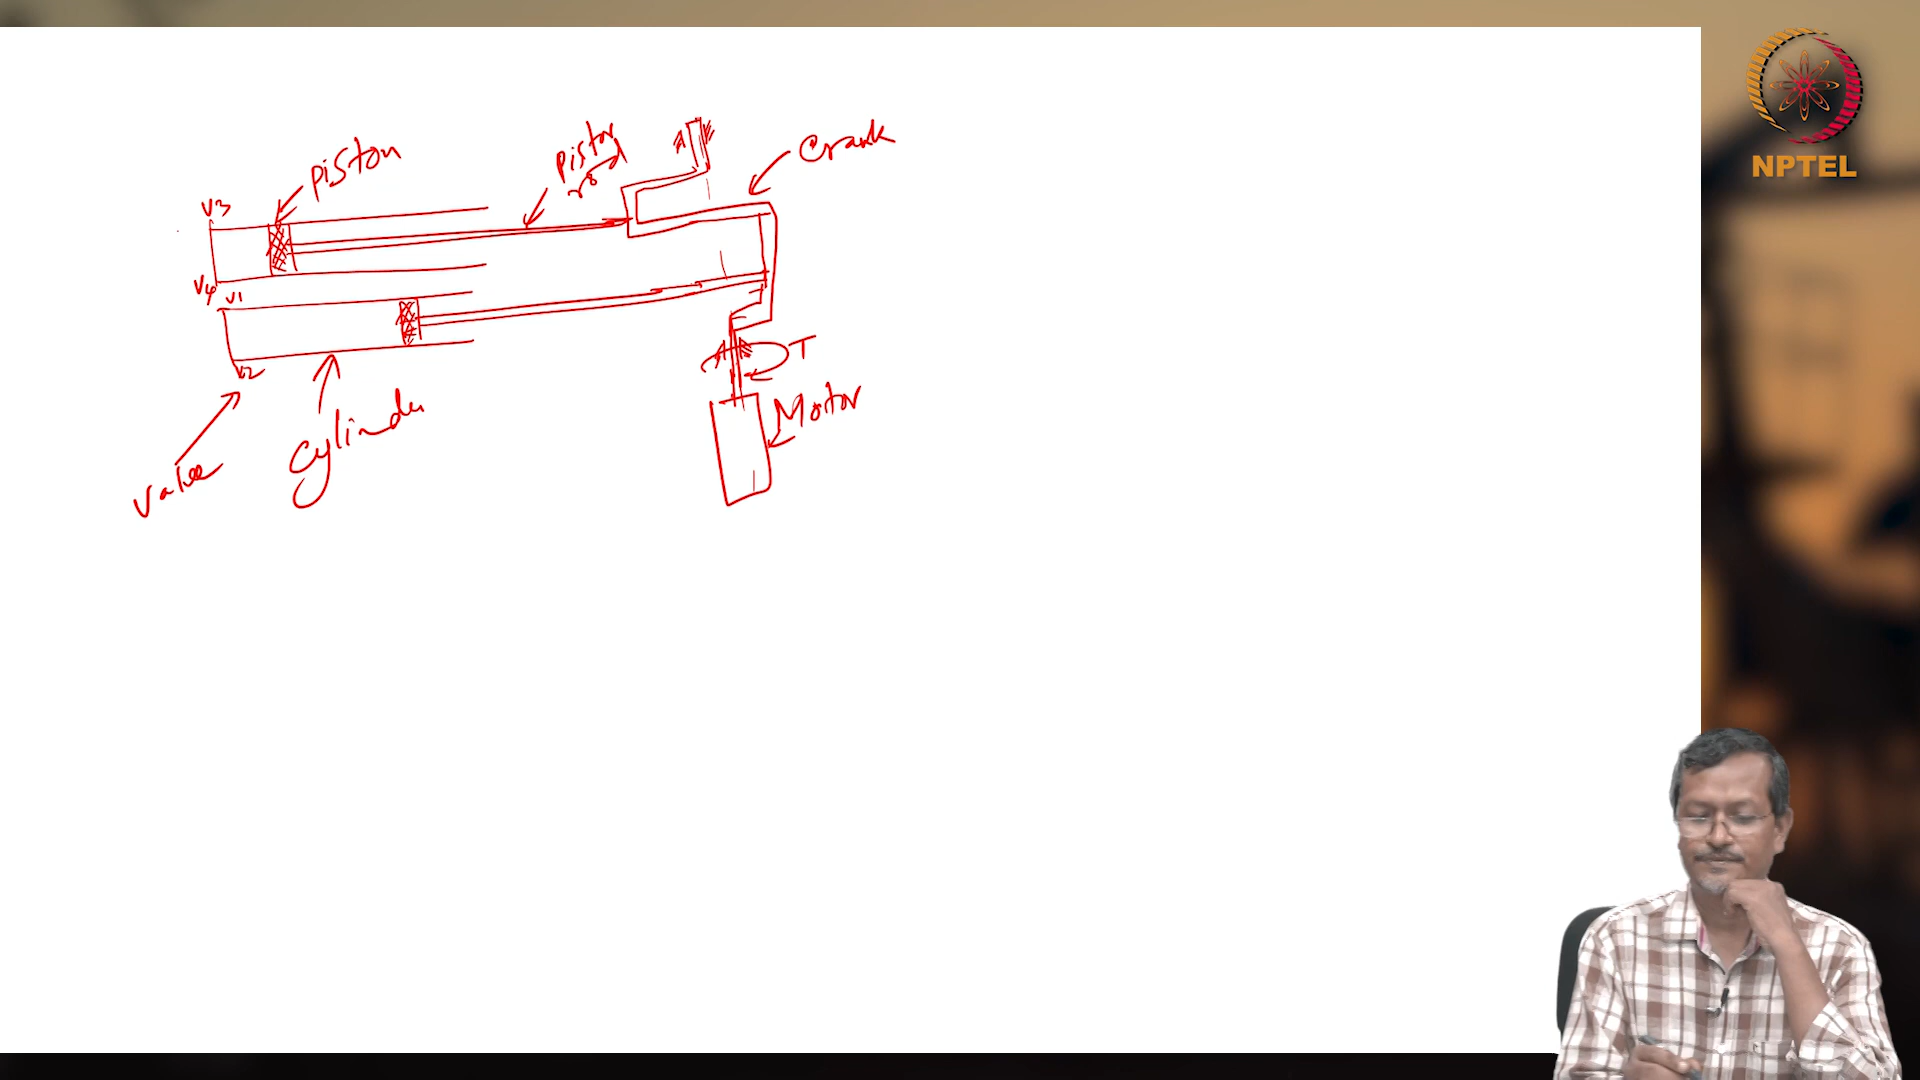 NPTEL
piston
piston
rod
Crank
V3
V4
V1
V2
T
Motor
Cylinder
Valve